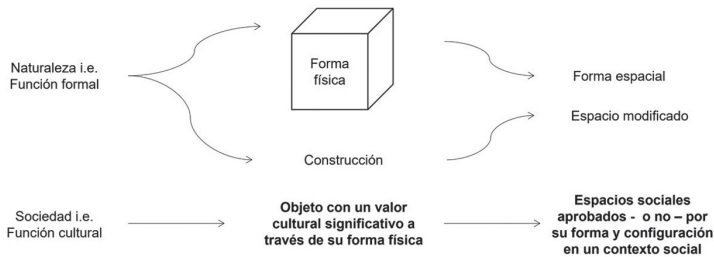 Naturaleza i.e.
Función formal
Forma
física
Forma espacial
Espacio modificado
Construcción
Sociedad i.e.
Función cultural
Objeto con un valor
cultural significativo a
través de su forma física
Espacios sociales
aprobados - o no – por
su forma y configuración
en un contexto social